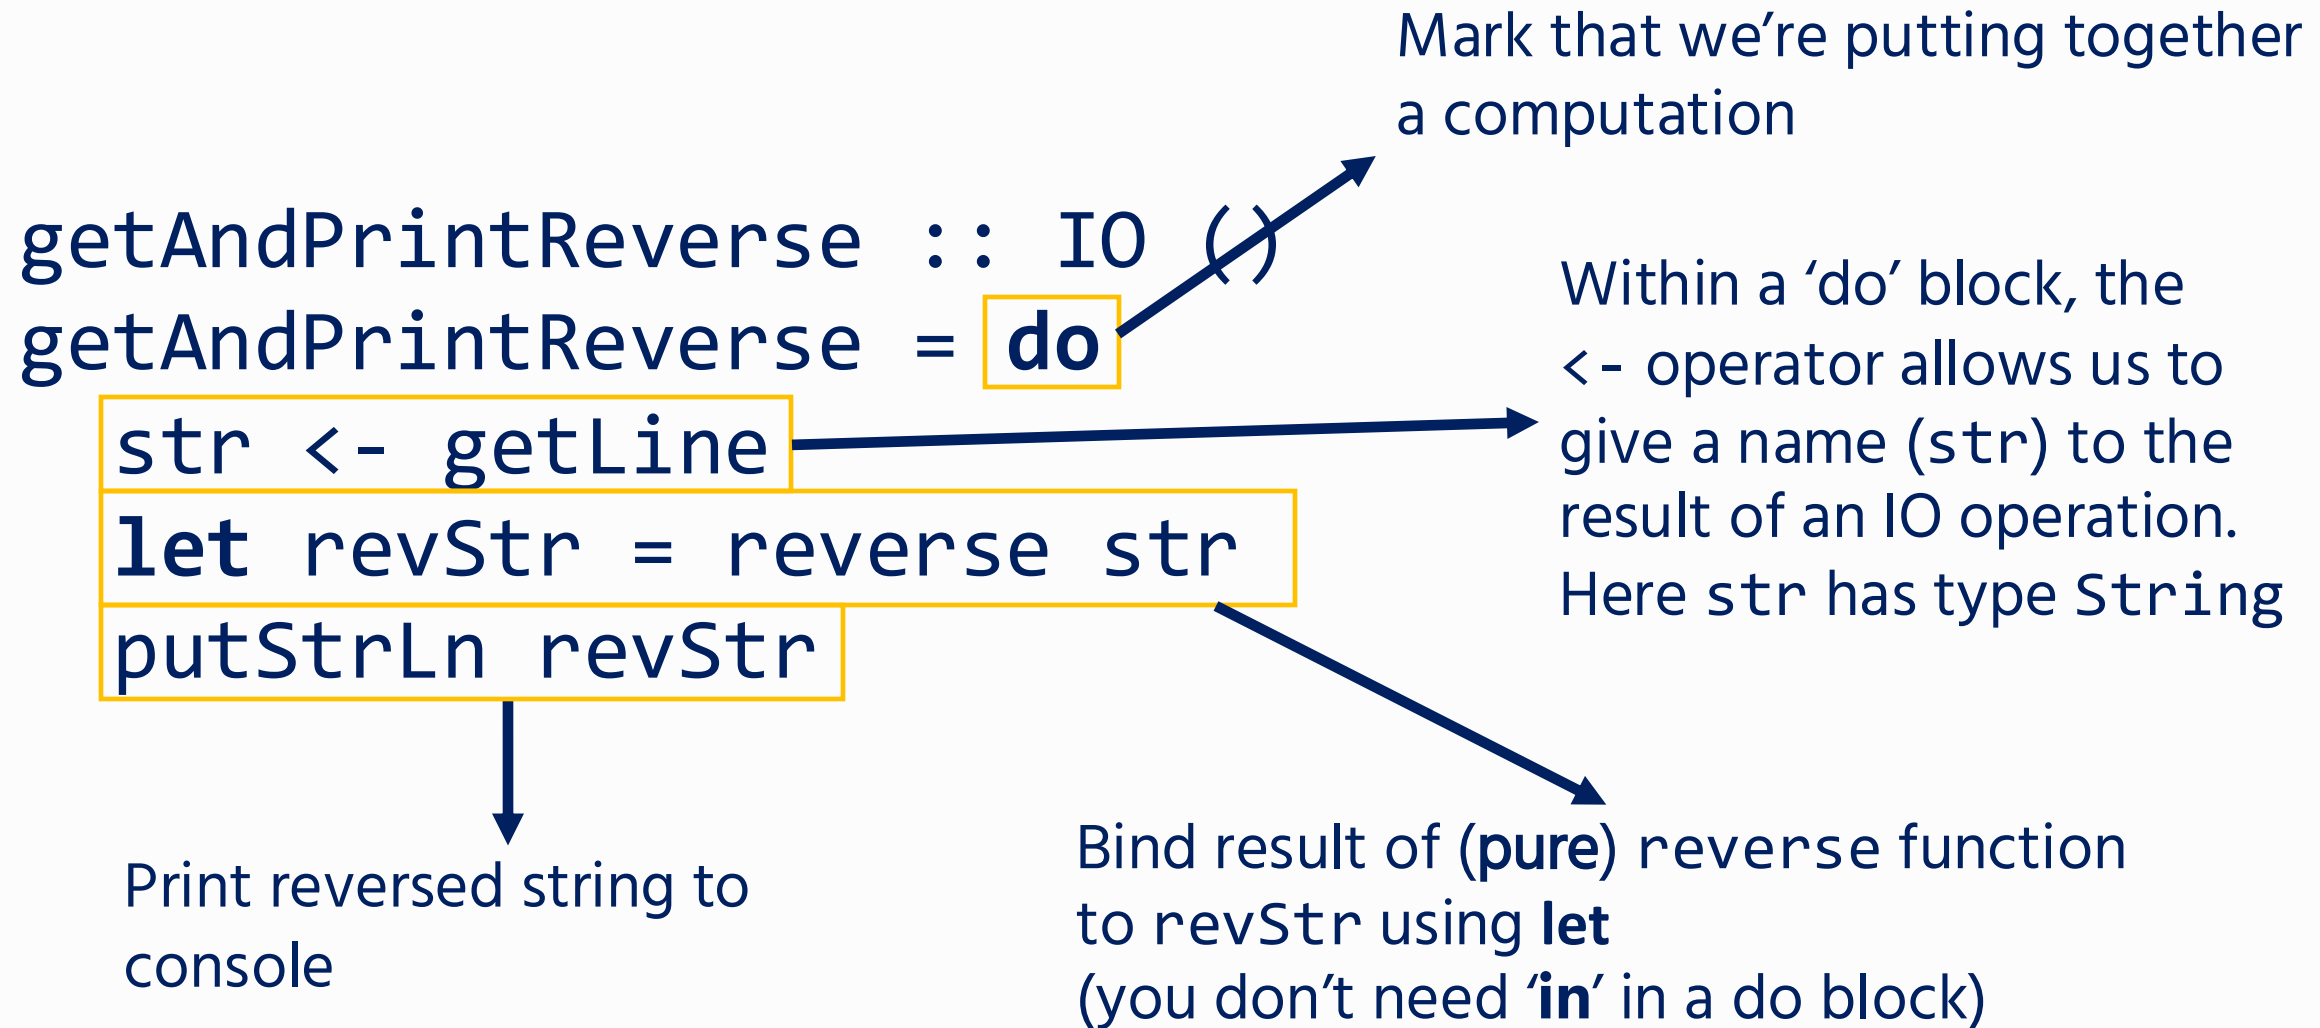 Mark that we’re putting together
a computation
getAndPrintReverse :: IO ()
getAndPrintReverse = do
str <- getLine
let revStr = reverse str
putStrLn revStr
Within a ‘do’ block, the
<- operator allows us to
give a name (str) to the
result of an IO operation.
Here str has type String
Print reversed string to
console
Bind result of (pure) reverse function
to revStr using let
(you don’t need ‘in’ in a do block)